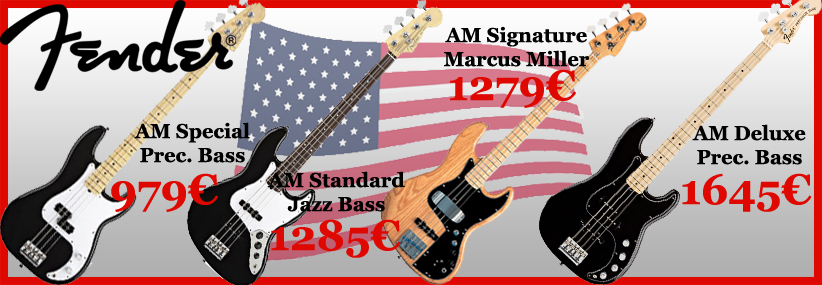 Fender®
AM Special
Prec. Bass
979€
AM Standard
Jazz Bass
1285€
AM Signature
Marcus Miller
1279€
AM Deluxe
Prec. Bass
1645€